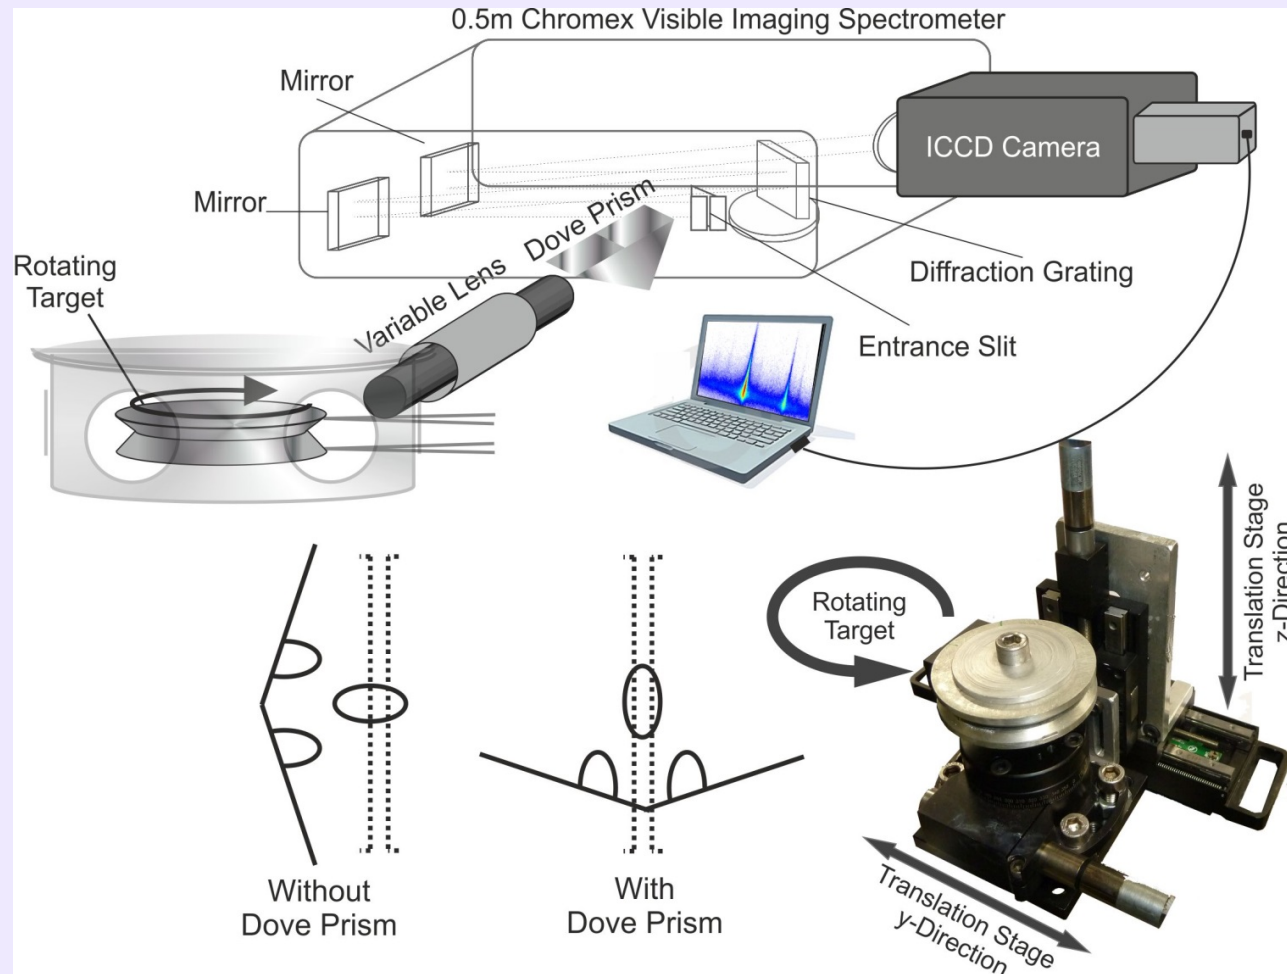 0.5m Chromex Visible Imaging Spectrometer
Mirror
ICCD Camera
Mirror
Dove Prism
Rotating
Target
Variable Lens
Diffraction Grating
Entrance Slit
Translation Stage
z-Direction
Rotating
Target
Without
Dove Prism
With
Dove Prism
Translation Stage
y-Direction